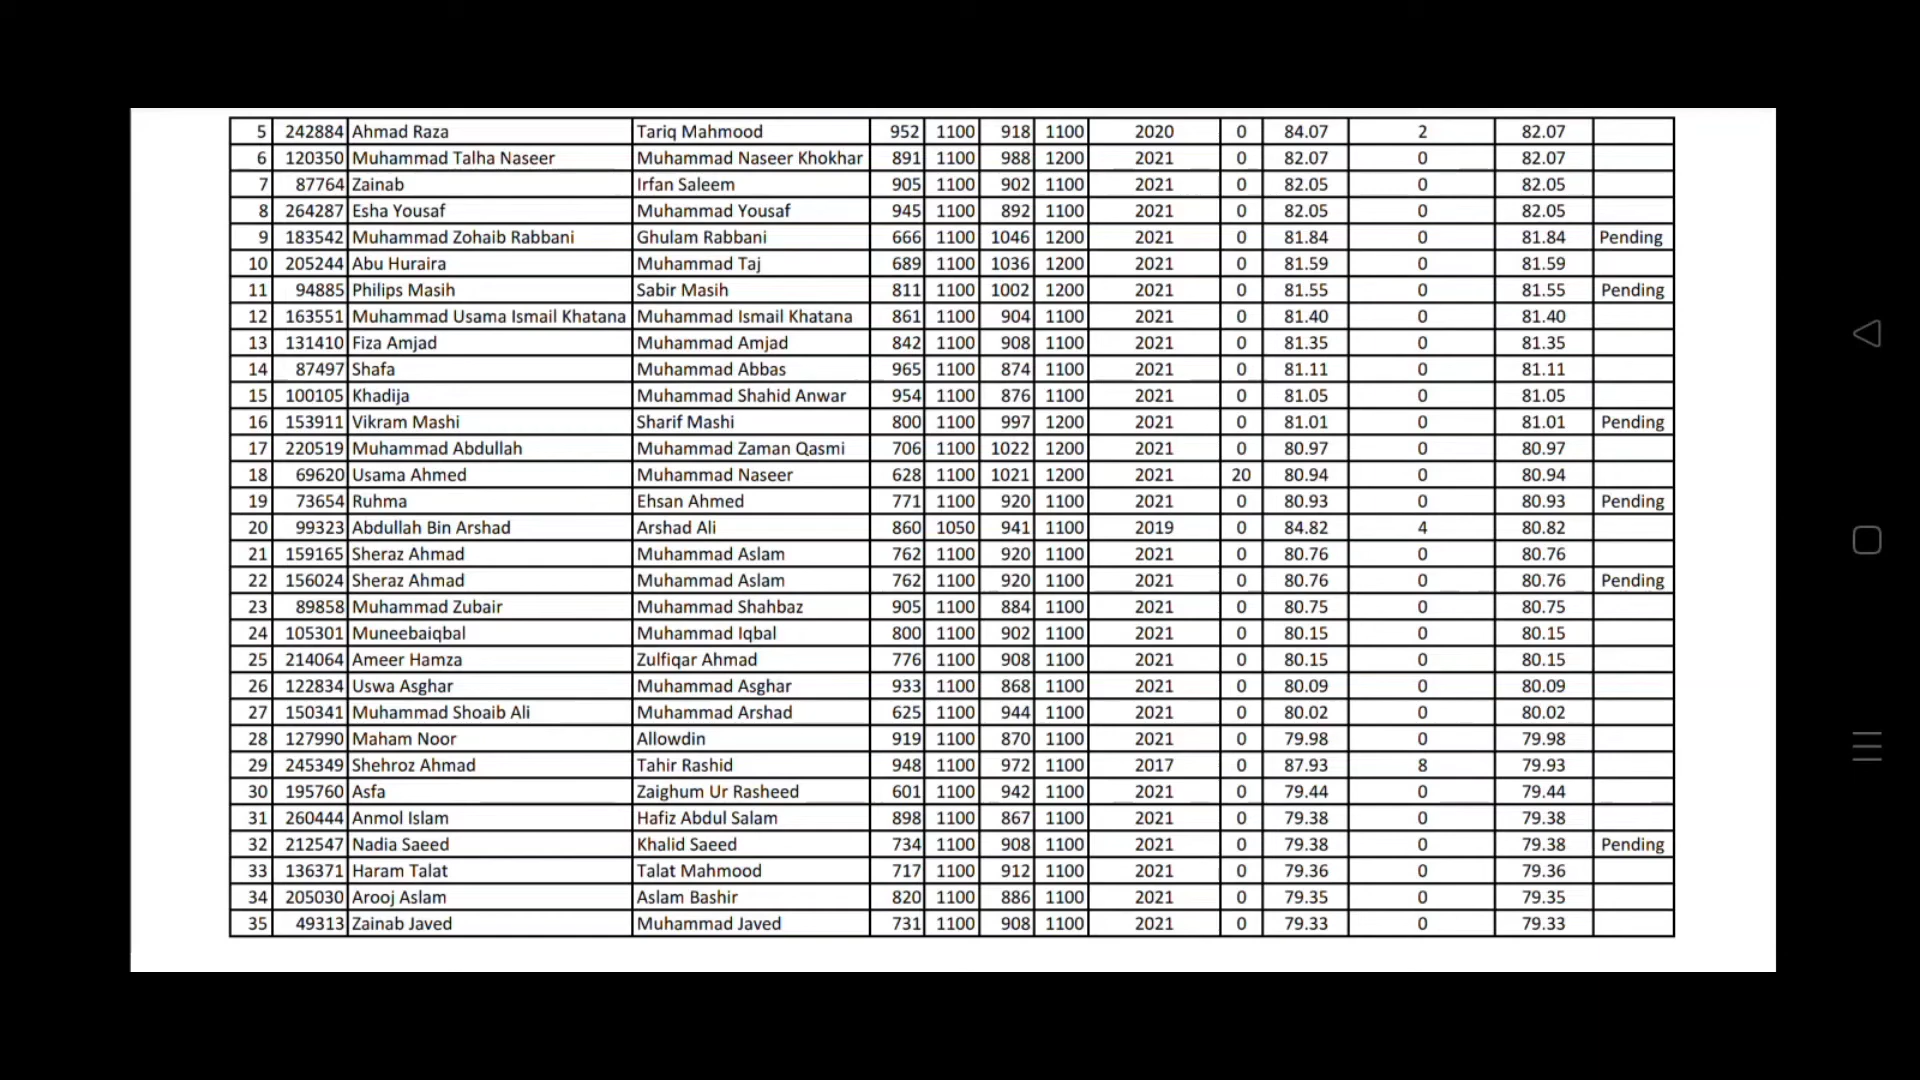 5 242884 Ahmad Raza Tariq Mahmood 952 1100 918 1100 2020 0 84.07 2 82.07
6 120350 Muhammad Talha Naseer Muhammad Naseer Khokhar 891 1100 988 1200 2021 0 82.07 0 82.07
7 87764 Zainab Irfan Saleem 905 1100 902 1100 2021 0 82.05 0 82.05
8 264287 Esha Yousaf Muhammad Yousaf 945 1100 892 1100 2021 0 82.05 0 82.05
9 183542 Muhammad Zohaib Rabbani Ghulam Rabbani 666 1100 1046 1200 2021 0 81.84 0 81.84 Pending
10 205244 Abu Huraira Muhammad Taj 689 1100 1036 1200 2021 0 81.59 0 81.59
11 94885 Philips Masih Sabir Masih 811 1100 1002 1200 2021 0 81.55 0 81.55 Pending
12 163551 Muhammad Usama Ismail Khatana Muhammad Ismail Khatana 861 1100 904 1100 2021 0 81.40 0 81.40
13 131410 Fiza Amjad Muhammad Amjad 842 1100 908 1100 2021 0 81.35 0 81.35
14 87497 Shafa Muhammad Abbas 965 1100 874 1100 2021 0 81.11 0 81.11
15 100105 Khadija Muhammad Shahid Anwar 954 1100 876 1100 2021 0 81.05 0 81.05
16 153911 Vikram Mashi Sharif Mashi 800 1100 997 1200 2021 0 81.01 0 81.01 Pending
17 220519 Muhammad Abdullah Muhammad Zaman Qasmi 706 1100 1022 1200 2021 0 80.97 0 80.97
18 69620 Usama Ahmed Muhammad Naseer 628 1100 1021 1200 2021 20 80.94 0 80.94
19 73654 Ruhma Ehsan Ahmed 771 1100 920 1100 2021 0 80.93 0 80.93 Pending
20 99323 Abdullah Bin Arshad Arshad Ali 860 1050 941 1100 2019 0 84.82 4 80.82
21 159165 Sheraz Ahmad Muhammad Aslam 762 1100 920 1100 2021 0 80.76 0 80.76
22 156024 Sheraz Ahmad Muhammad Aslam 762 1100 920 1100 2021 0 80.76 0 80.76 Pending
23 89858 Muhammad Zubair Muhammad Shahbaz 905 1100 884 1100 2021 0 80.75 0 80.75
24 105301 Muneebaiqbal Muhammad Iqbal 800 1100 902 1100 2021 0 80.15 0 80.15
25 214064 Ameer Hamza Zulfiqar Ahmad 776 1100 908 1100 2021 0 80.15 0 80.15
26 122834 Uswa Asghar Muhammad Asghar 933 1100 868 1100 2021 0 80.09 0 80.09
27 150341 Muhammad Shoaib Ali Muhammad Arshad 625 1100 944 1100 2021 0 80.02 0 80.02
28 127990 Maham Noor Allowdin 919 1100 870 1100 2021 0 79.98 0 79.98
29 245349 Shehroz Ahmad Tahir Rashid 948 1100 972 1100 2017 0 87.93 8 79.93
30 195760 Asfa Zaighum Ur Rasheed 601 1100 942 1100 2021 0 79.44 0 79.44
31 260444 Anmol Islam Hafiz Abdul Salam 898 1100 867 1100 2021 0 79.38 0 79.38
32 212547 Nadia Saeed Khalid Saeed 734 1100 908 1100 2021 0 79.38 0 79.38 Pending
33 136371 Haram Talat Talat Mahmood 717 1100 912 1100 2021 0 79.36 0 79.36
34 205030 Arooj Aslam Aslam Bashir 820 1100 886 1100 2021 0 79.35 0 79.35
35 49313 Zainab Javed Muhammad Javed 731 1100 908 1100 2021 0 79.33 0 79.33